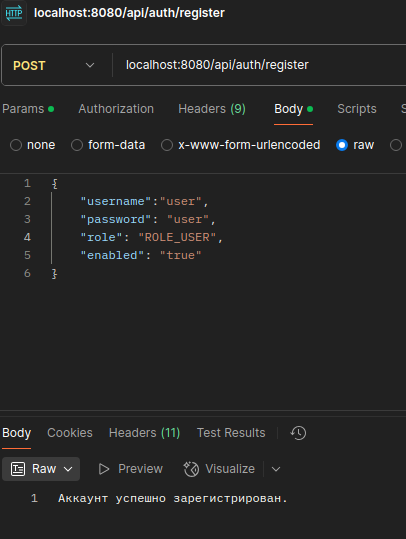 HTTP localhost:8080/api/auth/register
POST localhost:8080/api/auth/register
Params Authorization Headers (9) Body Scripts S
none form-data x-www-form-urlencoded raw
1 {
2 "username":"user",
3 "password": "user",
4 "role": "ROLE_USER",
5 "enabled": "true"
6 }
Body Cookies Headers (11) Test Results
Raw Preview Visualize
1 Аккаунт успешно зарегистрирован.